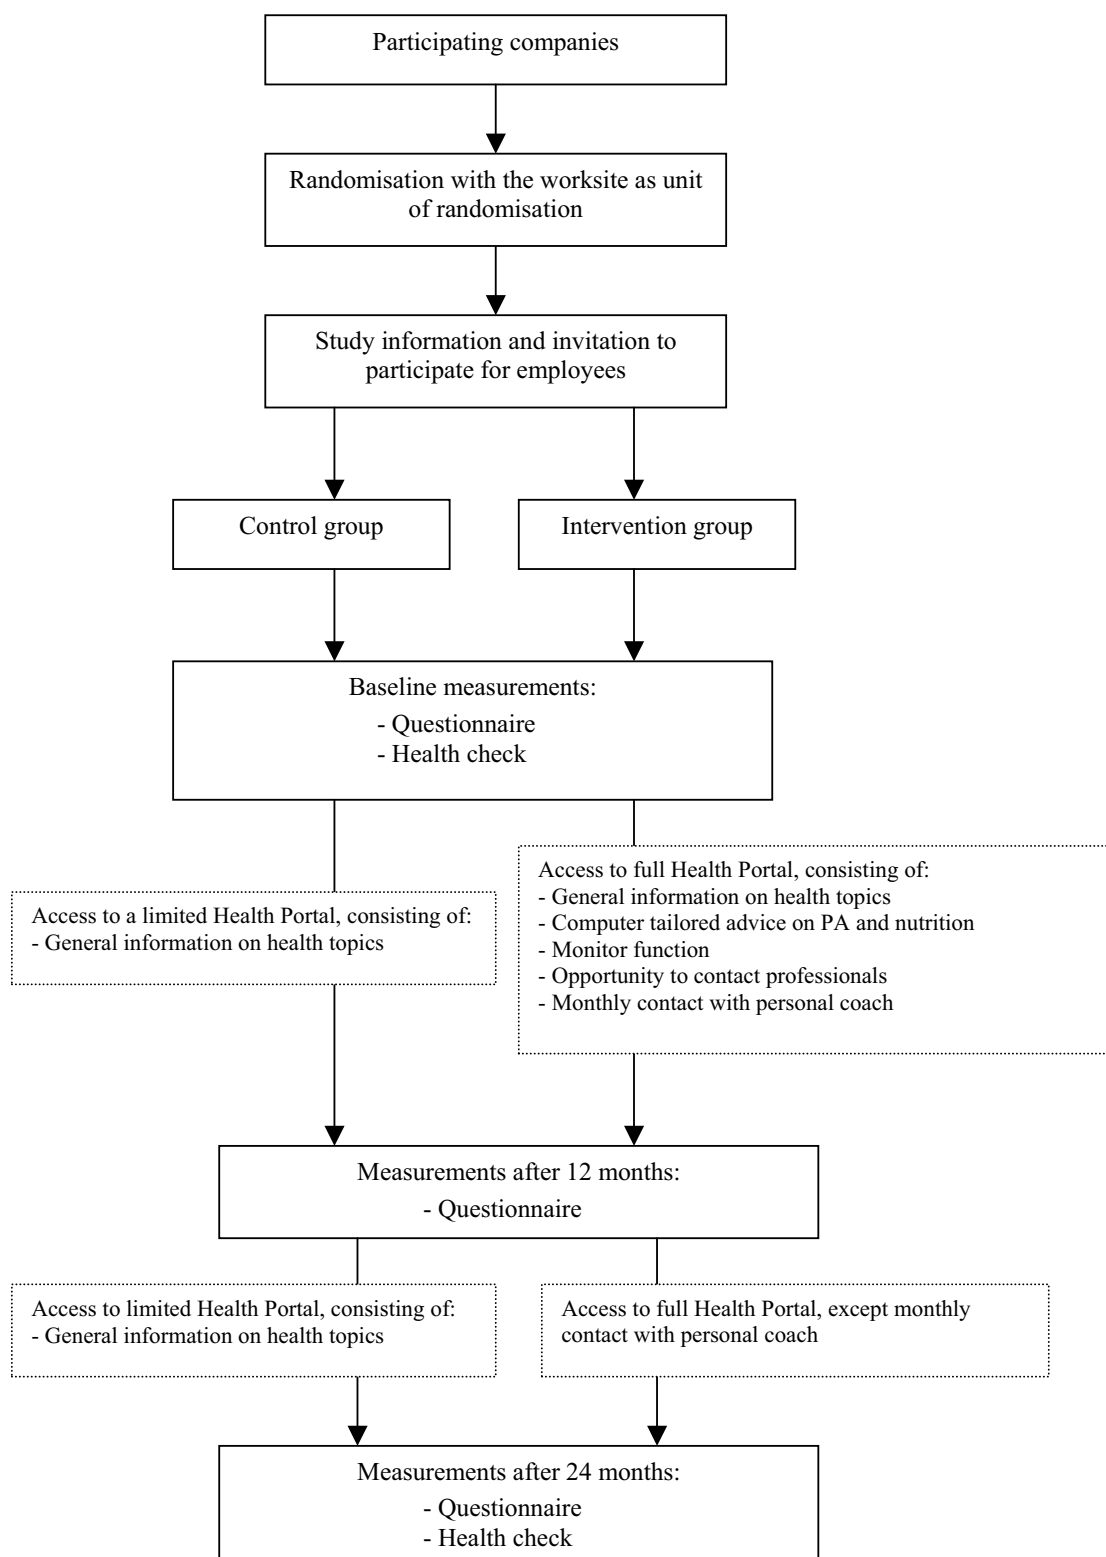 Participating companies
Randomisation with the worksite as unit
of randomisation
Study information and invitation to
participate for employees
Control group
Intervention group
Baseline measurements:
- Questionnaire
- Health check
Access to a limited Health Portal, consisting of:
- General information on health topics
Access to full Health Portal, consisting of:
- General information on health topics
- Computer tailored advice on PA and nutrition
- Monitor function
- Opportunity to contact professionals
- Monthly contact with personal coach
Measurements after 12 months:
- Questionnaire
Access to limited Health Portal, consisting of:
- General information on health topics
Access to full Health Portal, except monthly
contact with personal coach
Measurements after 24 months:
- Questionnaire
- Health check